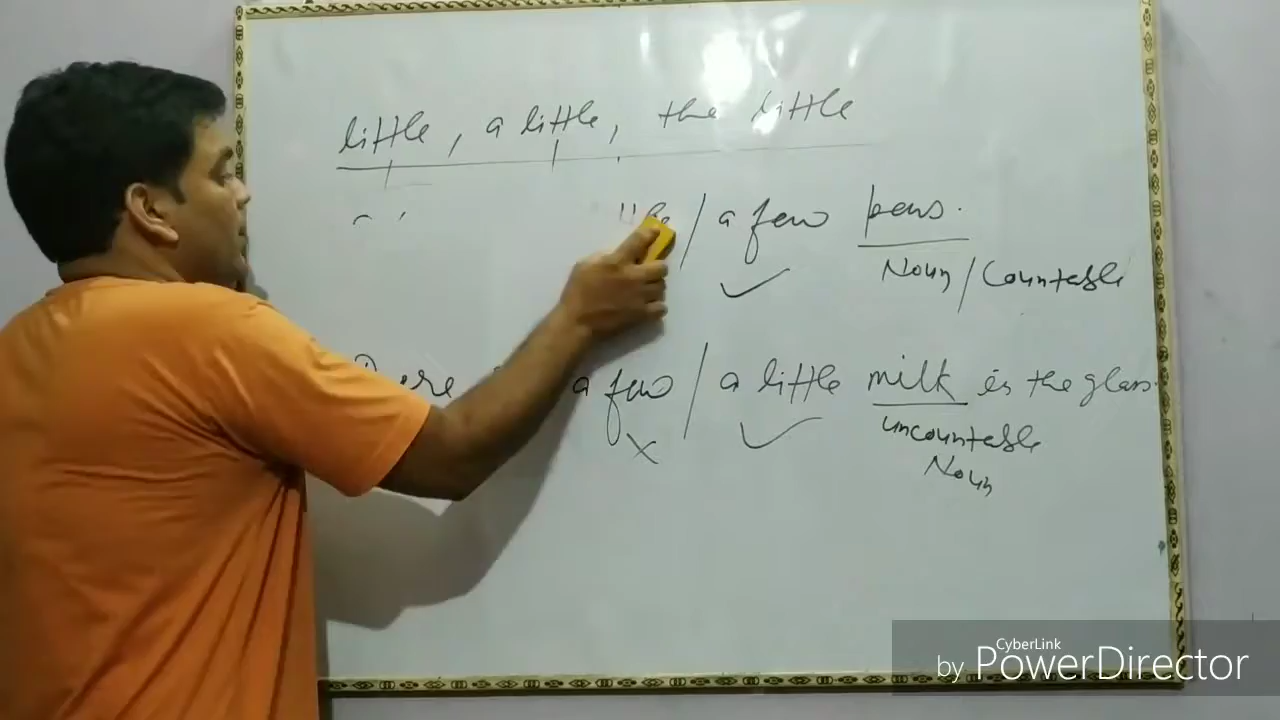 little, a little, the little
/ a few pens.
Noun / Countable
a few / a little milk is the glass.
uncountable
Noun
CyberLink
by PowerDirector